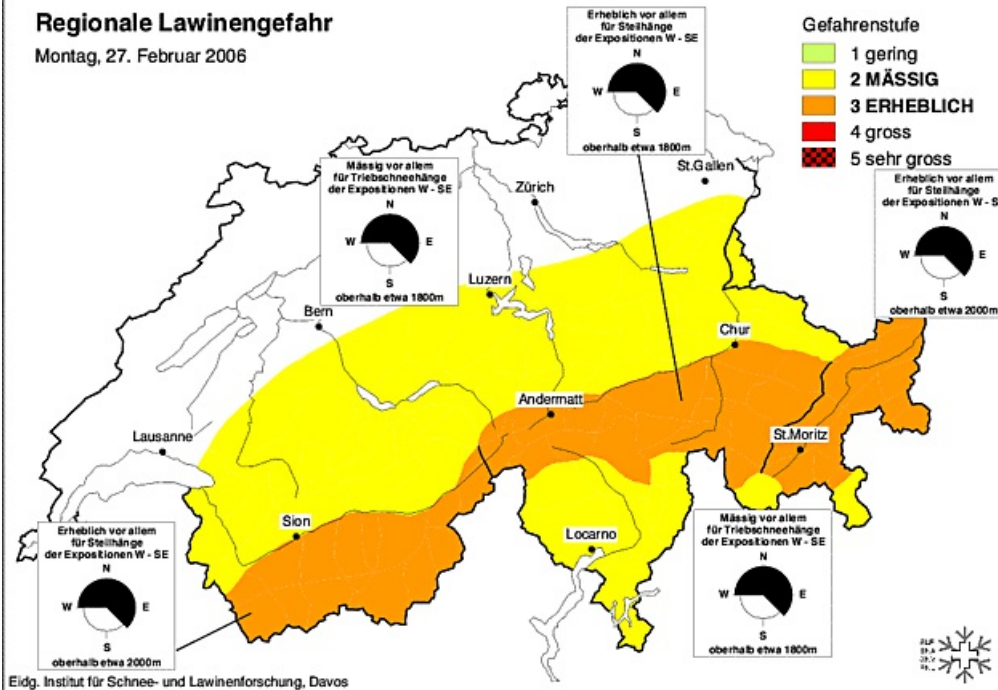 Regionale Lawinengefahr
Montag, 27. Februar 2006
Erheblich vor allem
für Steilhänge
der Expositionen W - SE
N
W
E
S
oberhalb etwa 1800m
Gefahrenstufe
1 gering
2 MÄSSIG
3 ERHEBLICH
4 gross
5 sehr gross
Mässig vor allem
für Triebschneehänge
der Expositionen W - SE
N
W
E
S
oberhalb etwa 1800m
Erheblich vor allem
für Steilhänge
der Expositionen W - S
N
W
E
S
oberhalb etwa 2000m
St.Gallen
Zürich
Luzern
Bern
Chur
Andermatt
Lausanne
St.Moritz
Sion
Locarno
Erheblich vor allem
für Steilhänge
der Expositionen W - SE
N
W
E
S
oberhalb etwa 2000m
Mässig vor allem
für Triebschneehänge
der Expositionen W - SE
N
W
E
S
oberhalb etwa 1800m
Eidg. Institut für Schnee- und Lawinenforschung, Davos